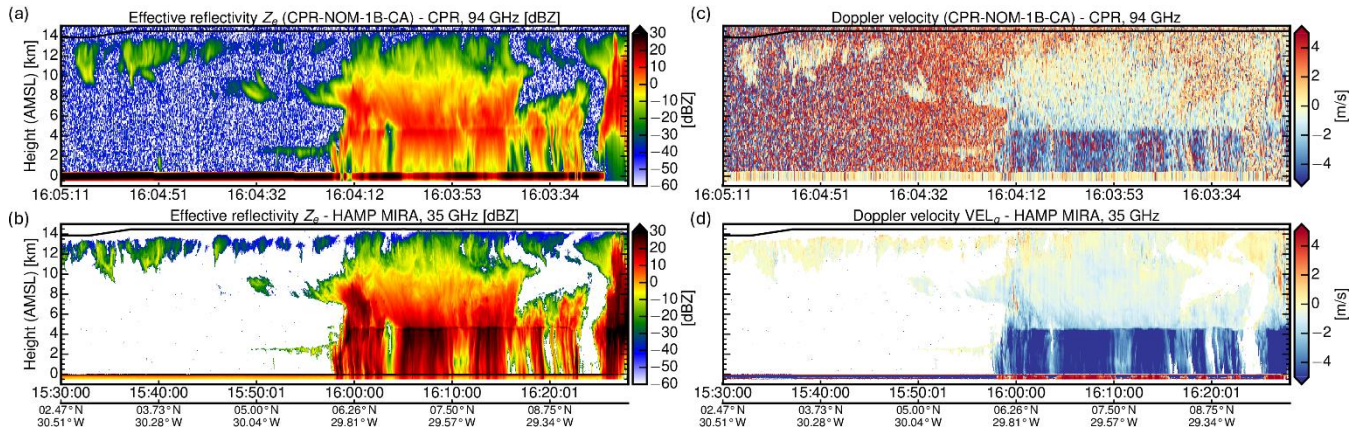 (a) Effective reflectivity Ze (CPR-NOM-1B-CA) - CPR, 94 GHz [dBZ]
Height (AMSL) [km]
14
12
10
8
6
4
2
0
16:05:11 16:04:51 16:04:32 16:04:12 16:03:53 16:03:34
30
20
10
0
−10
−20
−30
−40
−50
−60
[dBZ]
(c) Doppler velocity (CPR-NOM-1B-CA) - CPR, 94 GHz
16:05:11 16:04:51 16:04:32 16:04:12 16:03:53 16:03:34
4
2
0
−2
−4
[m/s]
(b) Effective reflectivity Ze - HAMP MIRA, 35 GHz [dBZ]
Height (AMSL) [km]
14
12
10
8
6
4
2
0
15:30:00 15:40:00 15:50:01 16:00:00 16:10:00 16:20:01
02.47°N 03.73°N 05.00°N 06.26°N 07.50°N 08.75°N
30.51°W 30.28°W 30.04°W 29.81°W 29.57°W 29.34°W
30
20
10
0
−10
−20
−30
−40
−50
−60
[dBZ]
(d) Doppler velocity VELg - HAMP MIRA, 35 GHz
15:30:00 15:40:00 15:50:01 16:00:00 16:10:00 16:20:01
02.47°N 03.73°N 05.00°N 06.26°N 07.50°N 08.75°N
30.51°W 30.28°W 30.04°W 29.81°W 29.57°W 29.34°W
4
2
0
−2
−4
[m/s]